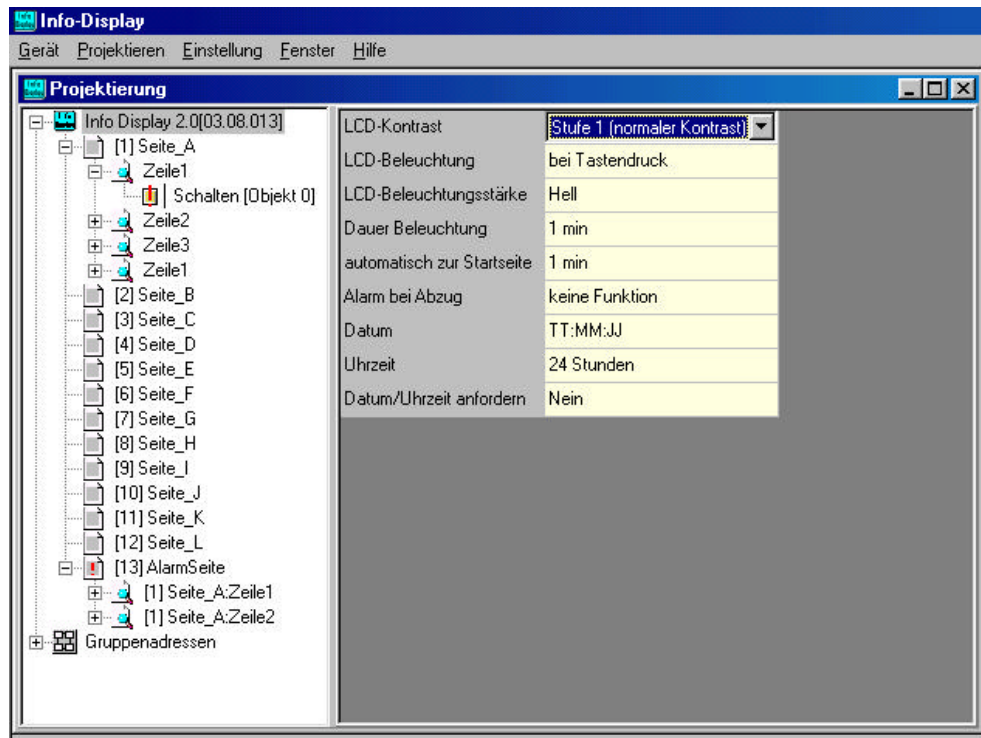 Info-Display
Gerät Projektieren Einstellung Fenster Hilfe
Projektierung
Info Display 2.0[03.08.013]
[1] Seite_A
Zeile1
Schalten [Objekt 0]
Zeile2
Zeile3
Zeile1
[2] Seite_B
[3] Seite_C
[4] Seite_D
[5] Seite_E
[6] Seite_F
[7] Seite_G
[8] Seite_H
[9] Seite_I
[10] Seite_J
[11] Seite_K
[12] Seite_L
[13] AlarmSeite
[1] Seite_A:Zeile1
[1] Seite_A:Zeile2
Gruppenadressen
LCD-Kontrast Stufe 1 (normaler Kontrast)
LCD-Beleuchtung bei Tastendruck
LCD-Beleuchtungsstärke Hell
Dauer Beleuchtung 1 min
automatisch zur Startseite 1 min
Alarm bei Abzug keine Funktion
Datum TT:MM:JJ
Uhrzeit 24 Stunden
Datum/Uhrzeit anfordern Nein